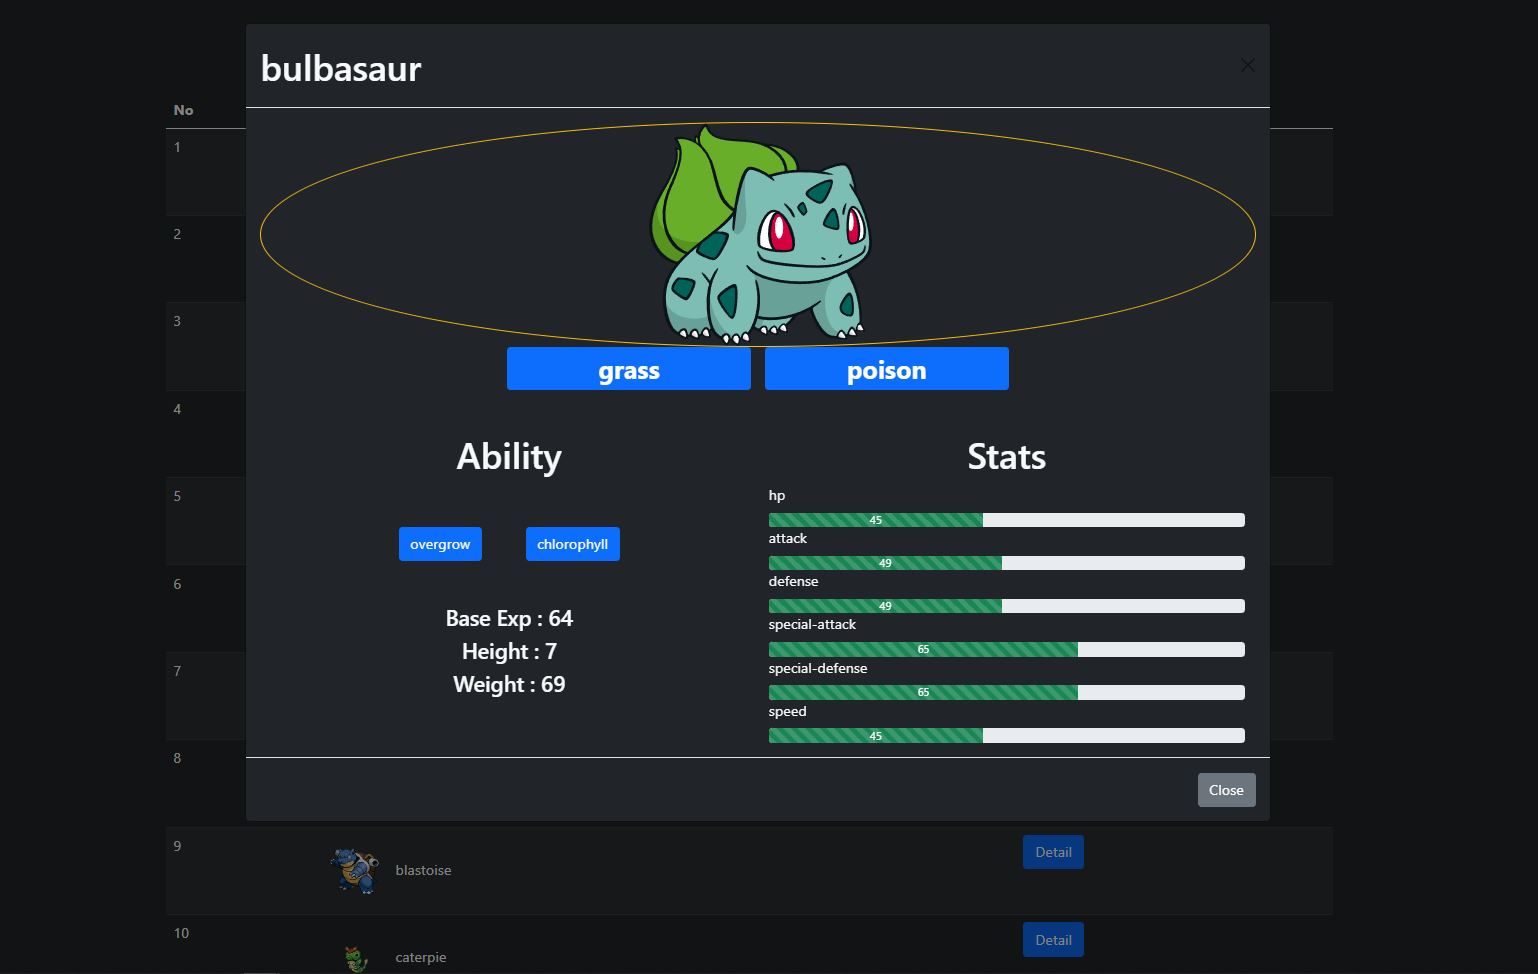 bulbasaur
No
1
2
3
4
5
6
7
8
grass poison
Ability
overgrow chlorophyll
Base Exp : 64
Height : 7
Weight : 69
Stats
hp
45
attack
49
defense
49
special-attack
65
special-defense
65
speed
45
Close
9 blastoise Detail
10 caterpie Detail